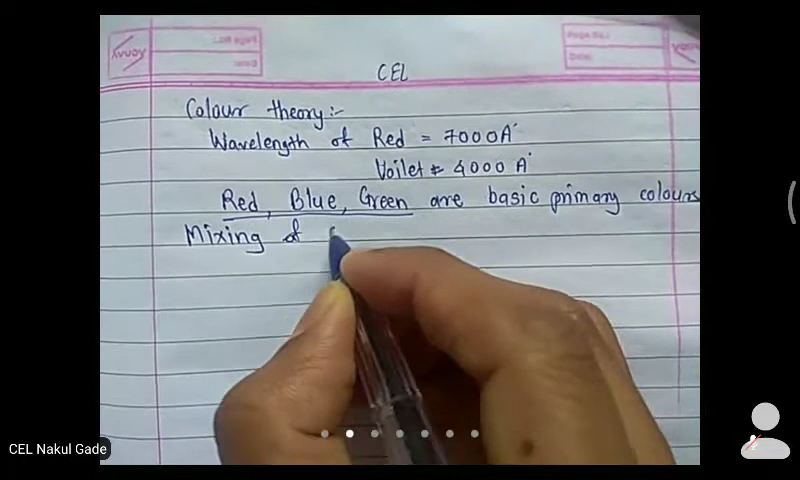 CEL
Colour theory:-
Wavelength of Red = 7000A°
Voilet = 4000 A°
Red, Blue, Green are basic primary colours
Mixing of
CEL Nakul Gade